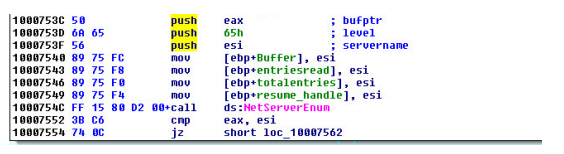 1000753C 50 push eax ; bufptr
1000753D 6A 65 push 65h ; level
1000753F 56 push esi ; servername
10007540 89 75 FC mov [ebp+Buffer], esi
10007543 89 75 F8 mov [ebp+entriesread], esi
10007546 89 75 F0 mov [ebp+totalentries], esi
10007549 89 75 F4 mov [ebp+resume_handle], esi
1000754C FF 15 80 D2 00+call ds:NetServerEnum
10007552 3B C6 cmp eax, esi
10007554 74 0C jz short loc_10007562